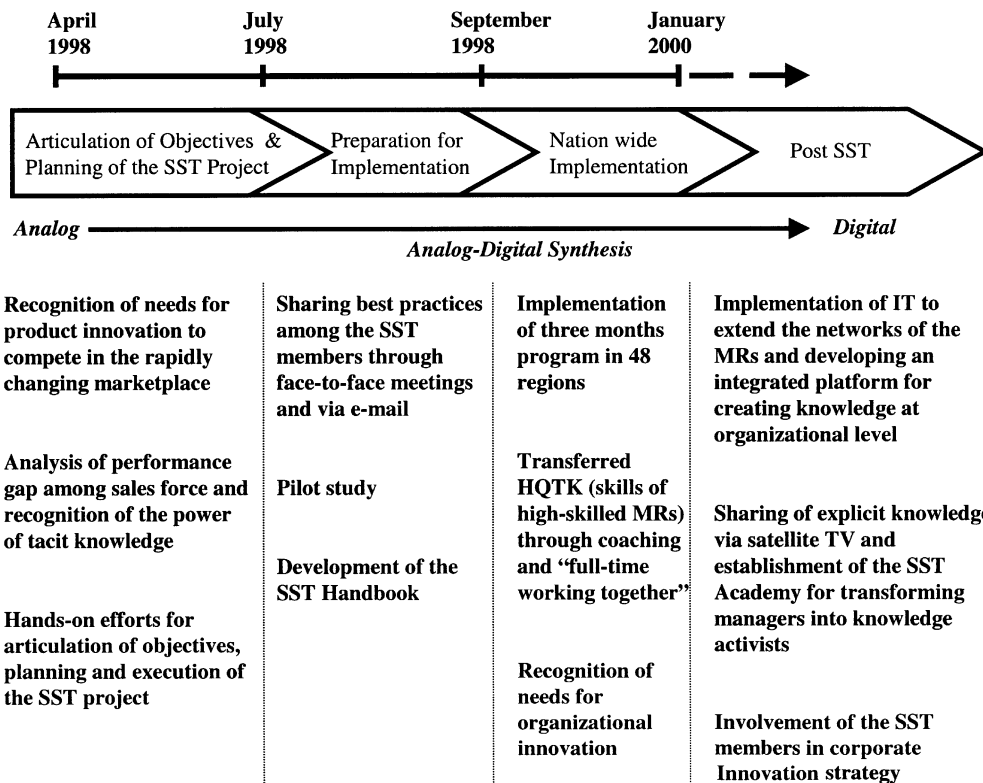 April
1998
July
1998
September
1998
January
2000
Articulation of Objectives &
Planning of the SST Project
Preparation for
Implementation
Nation wide
Implementation
Post SST
Analog
Digital
Analog-Digital Synthesis
Recognition of needs for
product innovation to
compete in the rapidly
changing marketplace
Analysis of performance
gap among sales force and
recognition of the power
of tacit knowledge
Hands-on efforts for
articulation of objectives,
planning and execution of
the SST project
Sharing best practices
among the SST
members through
face-to-face meetings
and via e-mail
Pilot study
Development of the
SST Handbook
Implementation
of three months
program in 48
regions
Transferred
HQTK (skills of
high-skilled MRs)
through coaching
and “full-time
working together”
Recognition of
needs for
organizational
innovation
Implementation of IT to
extend the networks of the
MRs and developing an
integrated platform for
creating knowledge at
organizational level
Sharing of explicit knowledge
via satellite TV and
establishment of the SST
Academy for transforming
managers into knowledge
activists
Involvement of the SST
members in corporate
Innovation strategy